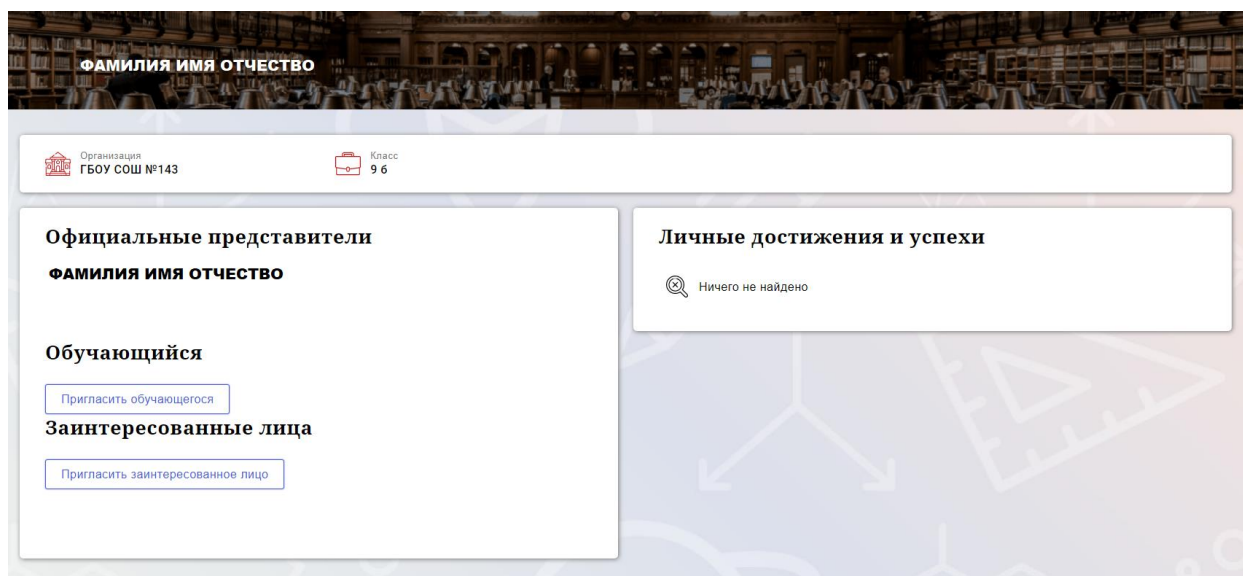 ФАМИЛИЯ ИМЯ ОТЧЕСТВО
Организация
ГБОУ СОШ №143
Класс
9 б
Официальные представители
ФАМИЛИЯ ИМЯ ОТЧЕСТВО
Обучающийся
Пригласить обучающегося
Заинтересованные лица
Пригласить заинтересованное лицо
Личные достижения и успехи
Ничего не найдено